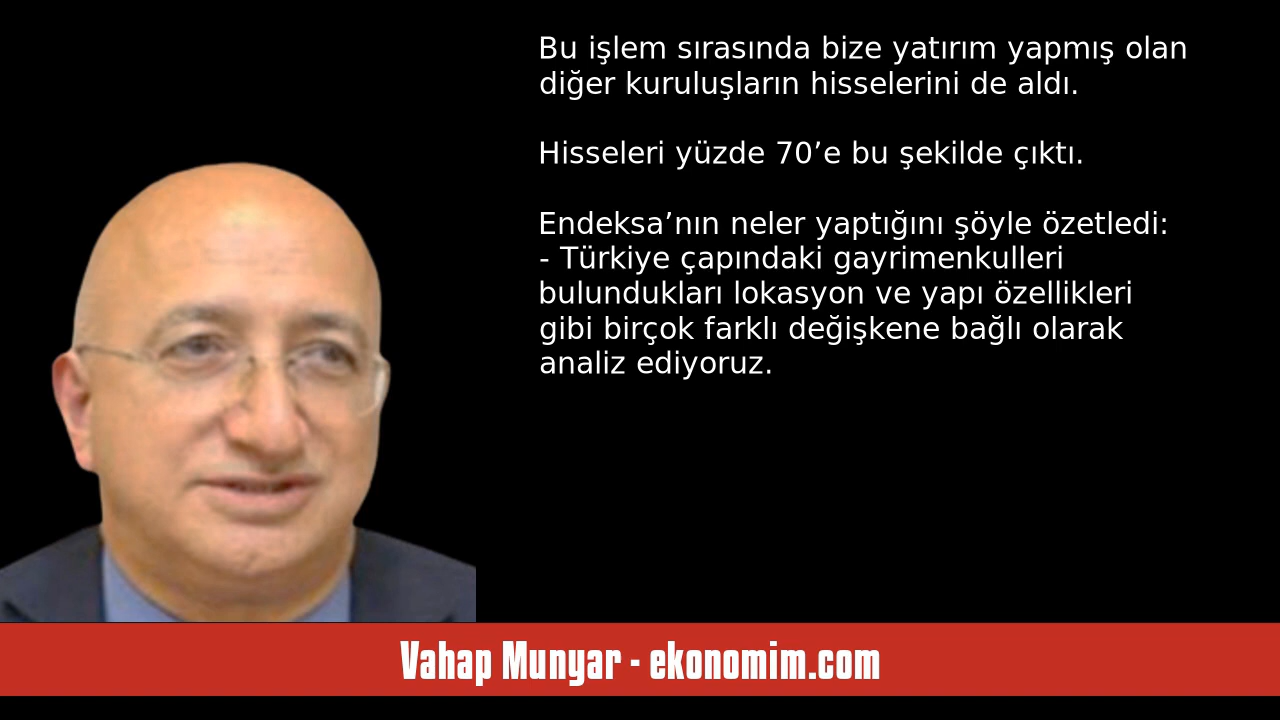 Bu işlem sırasında bize yatırım yapmış olan
diğer kuruluşların hisselerini de aldı.
Hisseleri yüzde 70’e bu şekilde çıktı.
Endeksa’nın neler yaptığını şöyle özetledi:
- Türkiye çapındaki gayrimenkulleri
bulundukları lokasyon ve yapı özellikleri
gibi birçok farklı değişkene bağlı olarak
analiz ediyoruz.
Vahap Munyar - ekonomim.com